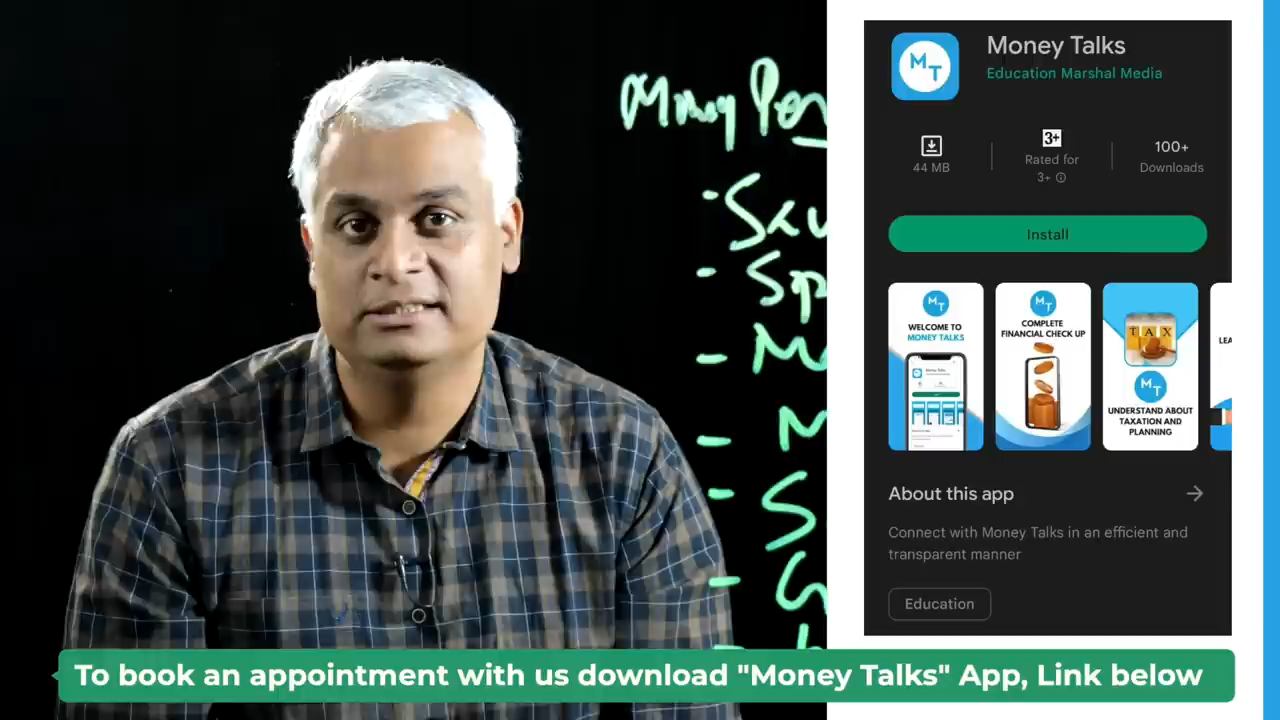 Money
Money Talks
Education Marshal Media
3+
100+
44 MB
Rated for
3+
Downloads
Install
MT
WELCOME TO
MONEY TALKS
MT
COMPLETE
FINANCIAL CHECK UP
TAX
MT
UNDERSTAND ABOUT
TAXATION AND
PLANNING
LEA
About this app
Connect with Money Talks in an efficient and
transparent manner
Education
To book an appointment with us download "Money Talks" App, Link below